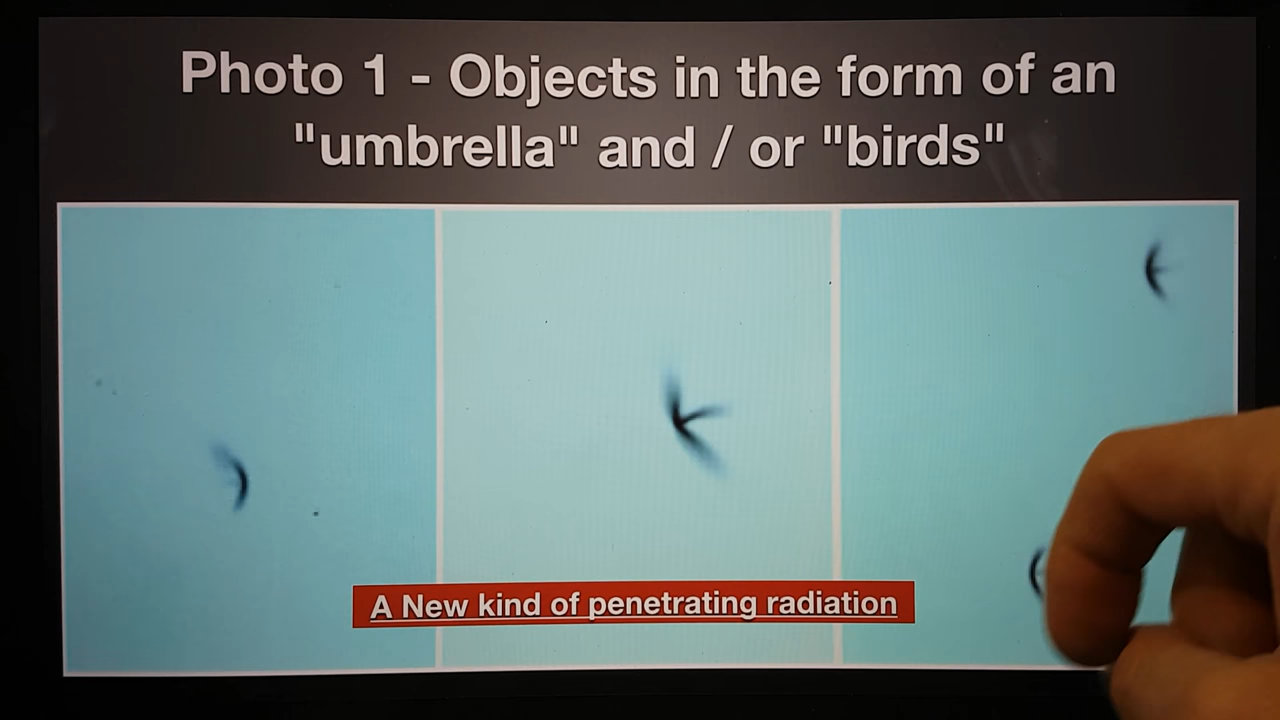 Photo 1 - Objects in the form of an
"umbrella" and / or "birds"
A New kind of penetrating radiation